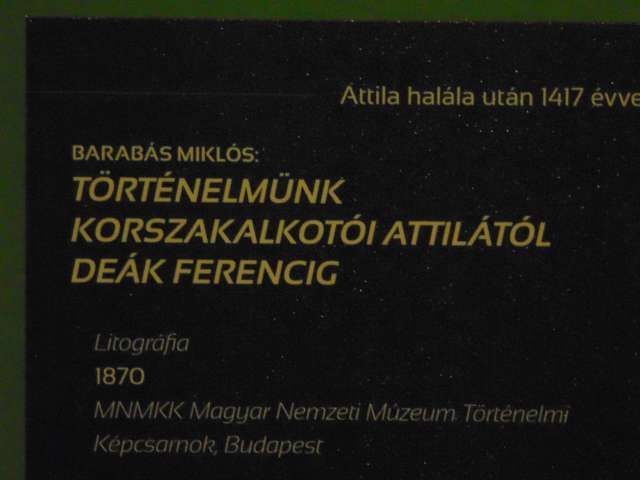 Attila halála után 1417 évve
BARABÁS MIKLÓS:
TÖRTÉNELMÜNK
KORSZAKALKOTÓI ATTILÁTÓL
DEÁK FERENCIG
Litográfia
1870
MNMKK Magyar Nemzeti Múzeum Történelmi
Képcsarnok, Budapest